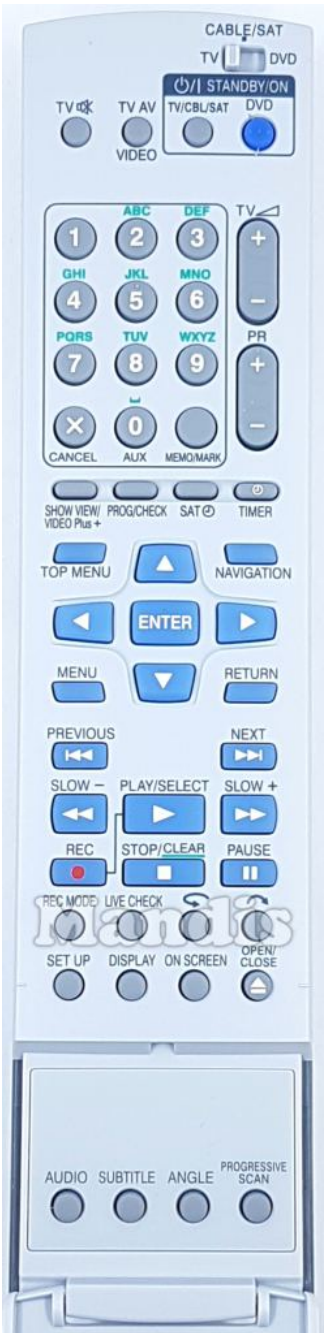 CABLE/SAT
TV DVD
⏻/I STANDBY/ON
TV TV AV TV/CBL/SAT DVD
VIDEO
ABC DEF TV
1 2 3 +
GHI JKL MNO
4 5 6 −
PQRS TUV WXYZ PR
7 8 9 +
0 −
CANCEL AUX MEMO/MARK
SHOW VIEW/ PROG/CHECK SAT TIMER
VIDEO Plus +
TOP MENU NAVIGATION
ENTER
MENU RETURN
PREVIOUS NEXT
SLOW − PLAY/SELECT SLOW +
REC STOP/CLEAR PAUSE
REC MODE LIVE CHECK
Mandis
SET UP DISPLAY ON SCREEN OPEN/
CLOSE
AUDIO SUBTITLE ANGLE PROGRESSIVE
SCAN